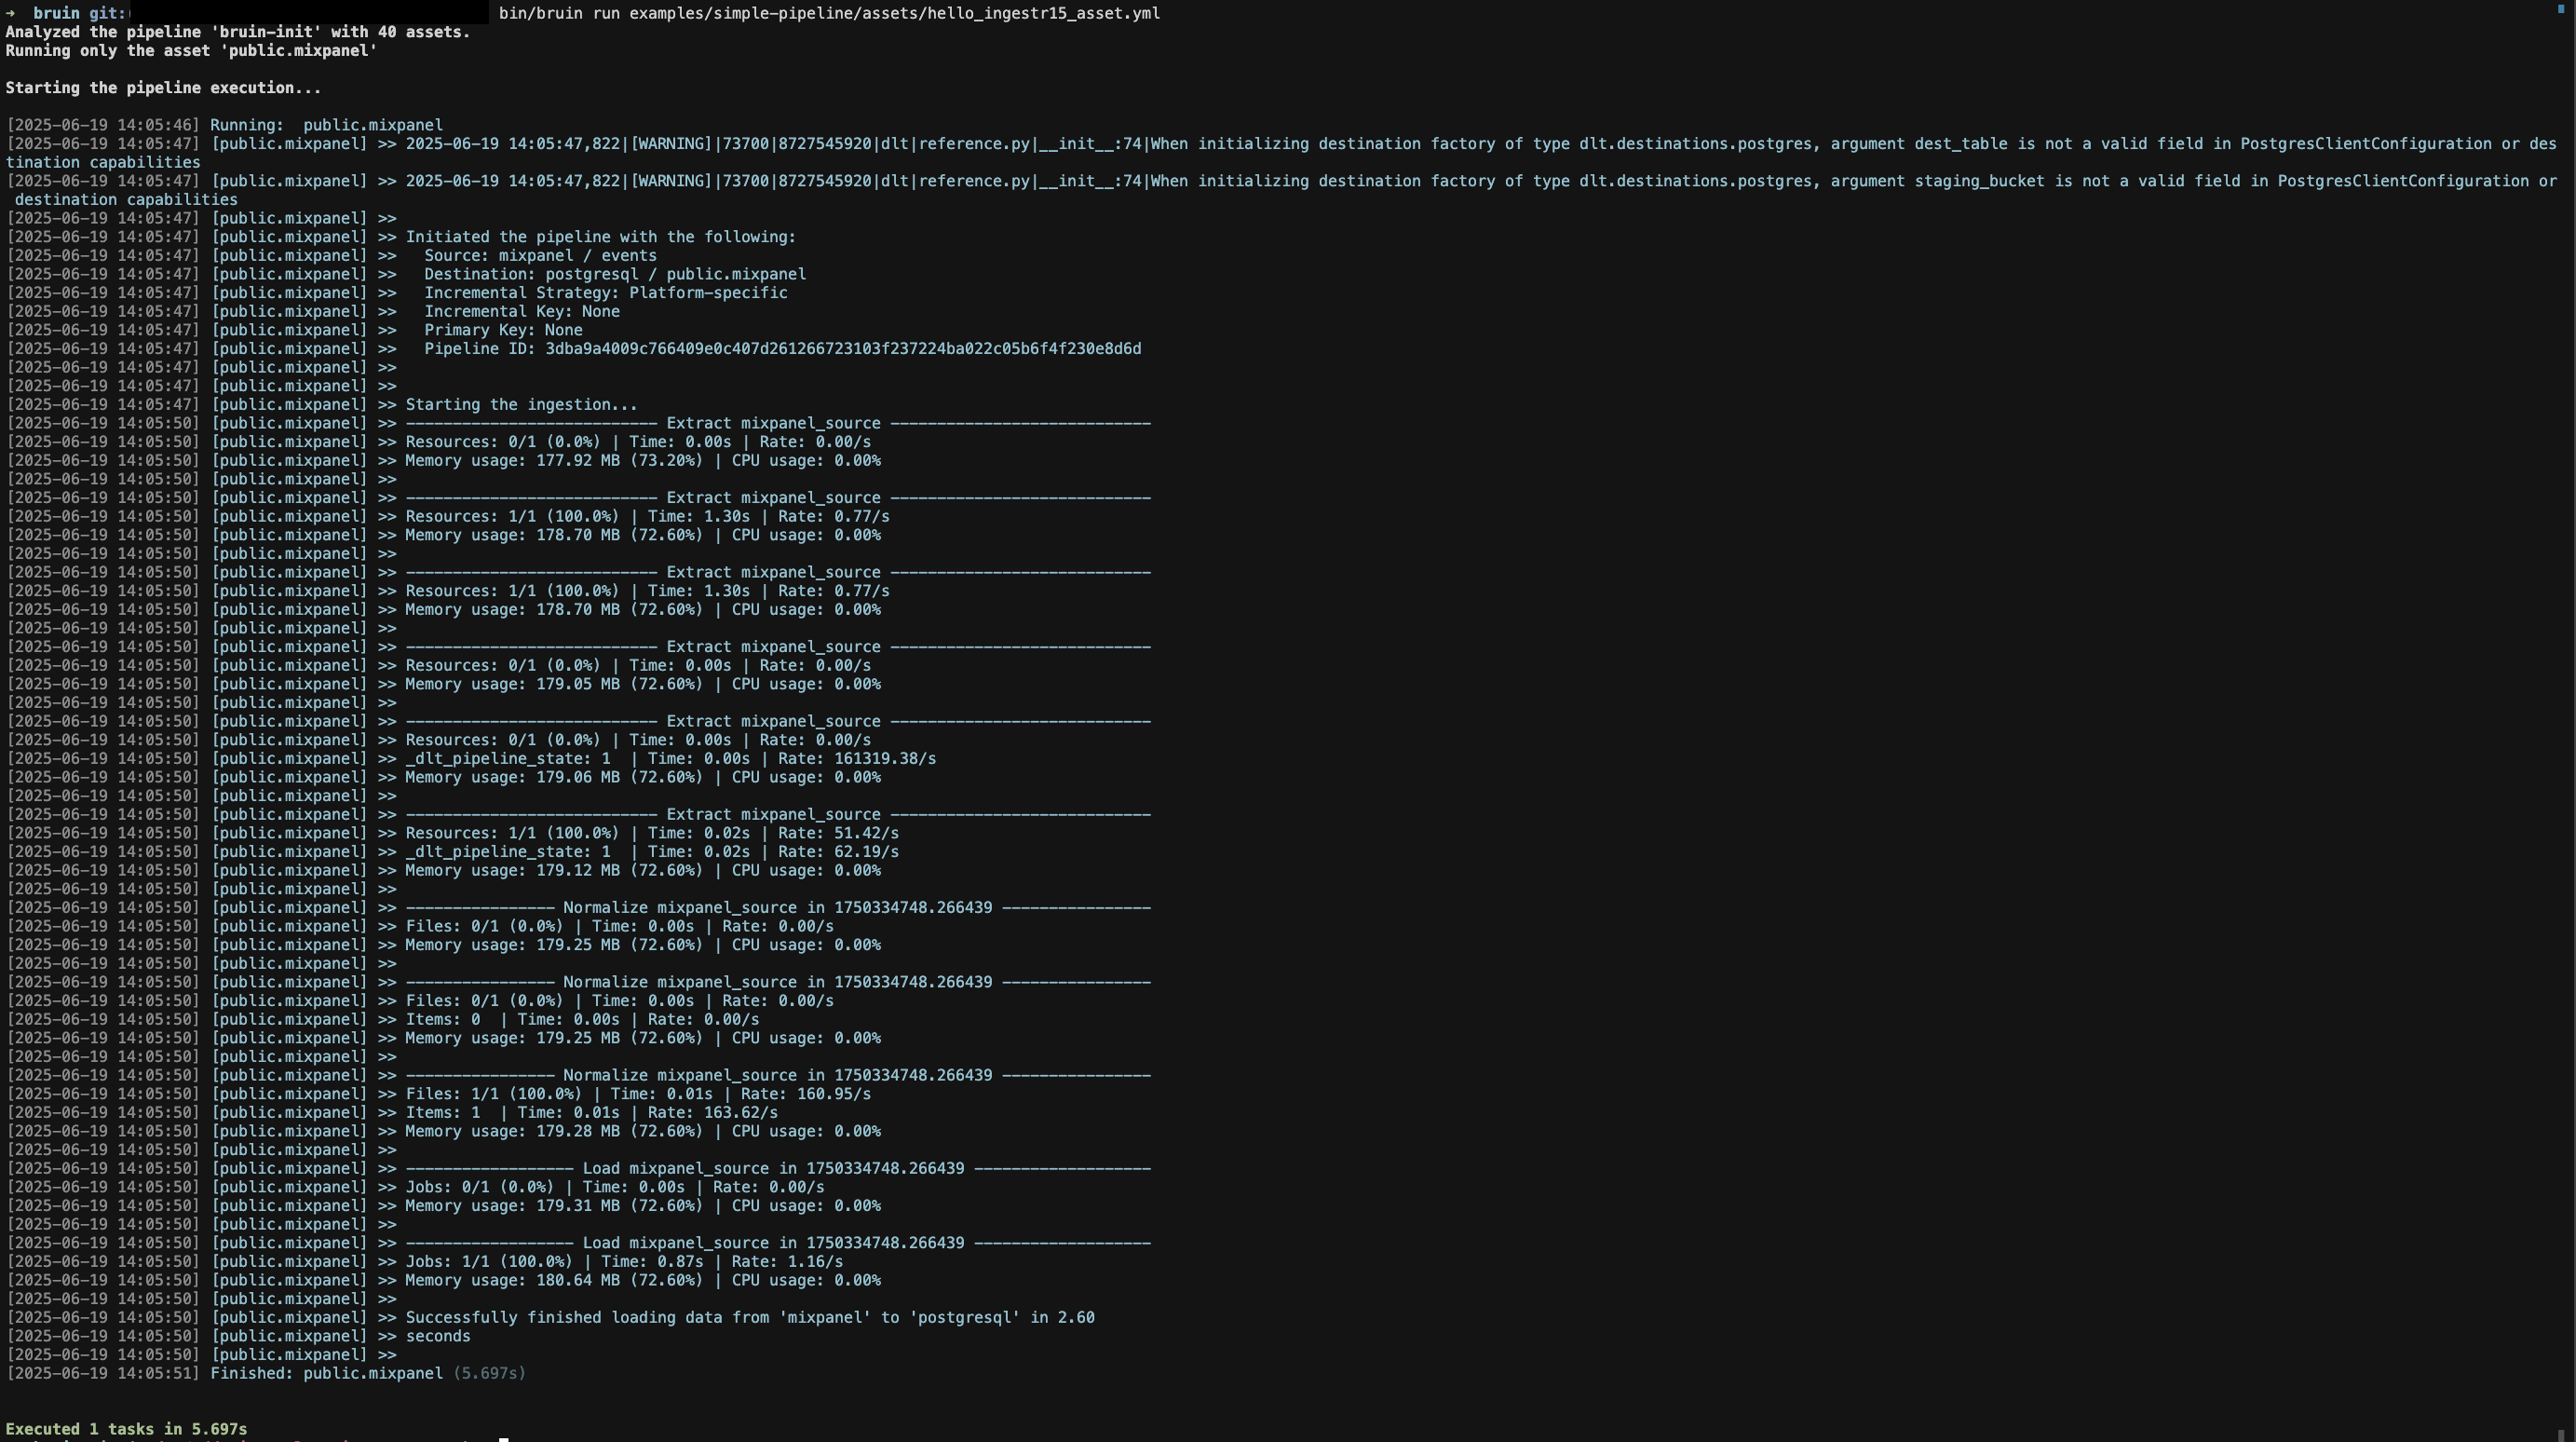 → bruin git:( bin/bruin run examples/simple-pipeline/assets/hello_ingestr15_asset.yml
Analyzed the pipeline 'bruin-init' with 40 assets.
Running only the asset 'public.mixpanel'
Starting the pipeline execution...
[2025-06-19 14:05:46] Running:  public.mixpanel
[2025-06-19 14:05:47] [public.mixpanel] >> 2025-06-19 14:05:47,822|[WARNING]|73700|8727545920|dlt|reference.py|__init__:74|When initializing destination factory of type dlt.destinations.postgres, argument dest_table is not a valid field in PostgresClientConfiguration or des
tination capabilities
[2025-06-19 14:05:47] [public.mixpanel] >> 2025-06-19 14:05:47,822|[WARNING]|73700|8727545920|dlt|reference.py|__init__:74|When initializing destination factory of type dlt.destinations.postgres, argument staging_bucket is not a valid field in PostgresClientConfiguration or
 destination capabilities
[2025-06-19 14:05:47] [public.mixpanel] >>
[2025-06-19 14:05:47] [public.mixpanel] >> Initiated the pipeline with the following:
[2025-06-19 14:05:47] [public.mixpanel] >>   Source: mixpanel / events
[2025-06-19 14:05:47] [public.mixpanel] >>   Destination: postgresql / public.mixpanel
[2025-06-19 14:05:47] [public.mixpanel] >>   Incremental Strategy: Platform-specific
[2025-06-19 14:05:47] [public.mixpanel] >>   Incremental Key: None
[2025-06-19 14:05:47] [public.mixpanel] >>   Primary Key: None
[2025-06-19 14:05:47] [public.mixpanel] >>   Pipeline ID: 3dba9a4009c766409e0c407d261266723103f237224ba022c05b6f4f230e8d6d
[2025-06-19 14:05:47] [public.mixpanel] >>
[2025-06-19 14:05:47] [public.mixpanel] >>
[2025-06-19 14:05:47] [public.mixpanel] >> Starting the ingestion...
[2025-06-19 14:05:50] [public.mixpanel] >> --------------------------- Extract mixpanel_source ----------------------------
[2025-06-19 14:05:50] [public.mixpanel] >> Resources: 0/1 (0.0%) | Time: 0.00s | Rate: 0.00/s
[2025-06-19 14:05:50] [public.mixpanel] >> Memory usage: 177.92 MB (73.20%) | CPU usage: 0.00%
[2025-06-19 14:05:50] [public.mixpanel] >>
[2025-06-19 14:05:50] [public.mixpanel] >> --------------------------- Extract mixpanel_source ----------------------------
[2025-06-19 14:05:50] [public.mixpanel] >> Resources: 1/1 (100.0%) | Time: 1.30s | Rate: 0.77/s
[2025-06-19 14:05:50] [public.mixpanel] >> Memory usage: 178.70 MB (72.60%) | CPU usage: 0.00%
[2025-06-19 14:05:50] [public.mixpanel] >>
[2025-06-19 14:05:50] [public.mixpanel] >> --------------------------- Extract mixpanel_source ----------------------------
[2025-06-19 14:05:50] [public.mixpanel] >> Resources: 1/1 (100.0%) | Time: 1.30s | Rate: 0.77/s
[2025-06-19 14:05:50] [public.mixpanel] >> Memory usage: 178.70 MB (72.60%) | CPU usage: 0.00%
[2025-06-19 14:05:50] [public.mixpanel] >>
[2025-06-19 14:05:50] [public.mixpanel] >> --------------------------- Extract mixpanel_source ----------------------------
[2025-06-19 14:05:50] [public.mixpanel] >> Resources: 0/1 (0.0%) | Time: 0.00s | Rate: 0.00/s
[2025-06-19 14:05:50] [public.mixpanel] >> Memory usage: 179.05 MB (72.60%) | CPU usage: 0.00%
[2025-06-19 14:05:50] [public.mixpanel] >>
[2025-06-19 14:05:50] [public.mixpanel] >> --------------------------- Extract mixpanel_source ----------------------------
[2025-06-19 14:05:50] [public.mixpanel] >> Resources: 0/1 (0.0%) | Time: 0.00s | Rate: 0.00/s
[2025-06-19 14:05:50] [public.mixpanel] >> _dlt_pipeline_state: 1  | Time: 0.00s | Rate: 161319.38/s
[2025-06-19 14:05:50] [public.mixpanel] >> Memory usage: 179.06 MB (72.60%) | CPU usage: 0.00%
[2025-06-19 14:05:50] [public.mixpanel] >>
[2025-06-19 14:05:50] [public.mixpanel] >> --------------------------- Extract mixpanel_source ----------------------------
[2025-06-19 14:05:50] [public.mixpanel] >> Resources: 1/1 (100.0%) | Time: 0.02s | Rate: 51.42/s
[2025-06-19 14:05:50] [public.mixpanel] >> _dlt_pipeline_state: 1  | Time: 0.02s | Rate: 62.19/s
[2025-06-19 14:05:50] [public.mixpanel] >> Memory usage: 179.12 MB (72.60%) | CPU usage: 0.00%
[2025-06-19 14:05:50] [public.mixpanel] >>
[2025-06-19 14:05:50] [public.mixpanel] >> ---------------- Normalize mixpanel_source in 1750334748.266439 ----------------
[2025-06-19 14:05:50] [public.mixpanel] >> Files: 0/1 (0.0%) | Time: 0.00s | Rate: 0.00/s
[2025-06-19 14:05:50] [public.mixpanel] >> Memory usage: 179.25 MB (72.60%) | CPU usage: 0.00%
[2025-06-19 14:05:50] [public.mixpanel] >>
[2025-06-19 14:05:50] [public.mixpanel] >> ---------------- Normalize mixpanel_source in 1750334748.266439 ----------------
[2025-06-19 14:05:50] [public.mixpanel] >> Files: 0/1 (0.0%) | Time: 0.00s | Rate: 0.00/s
[2025-06-19 14:05:50] [public.mixpanel] >> Items: 0  | Time: 0.00s | Rate: 0.00/s
[2025-06-19 14:05:50] [public.mixpanel] >> Memory usage: 179.25 MB (72.60%) | CPU usage: 0.00%
[2025-06-19 14:05:50] [public.mixpanel] >>
[2025-06-19 14:05:50] [public.mixpanel] >> ---------------- Normalize mixpanel_source in 1750334748.266439 ----------------
[2025-06-19 14:05:50] [public.mixpanel] >> Files: 1/1 (100.0%) | Time: 0.01s | Rate: 160.95/s
[2025-06-19 14:05:50] [public.mixpanel] >> Items: 1  | Time: 0.01s | Rate: 163.62/s
[2025-06-19 14:05:50] [public.mixpanel] >> Memory usage: 179.28 MB (72.60%) | CPU usage: 0.00%
[2025-06-19 14:05:50] [public.mixpanel] >>
[2025-06-19 14:05:50] [public.mixpanel] >> ------------------ Load mixpanel_source in 1750334748.266439 -------------------
[2025-06-19 14:05:50] [public.mixpanel] >> Jobs: 0/1 (0.0%) | Time: 0.00s | Rate: 0.00/s
[2025-06-19 14:05:50] [public.mixpanel] >> Memory usage: 179.31 MB (72.60%) | CPU usage: 0.00%
[2025-06-19 14:05:50] [public.mixpanel] >>
[2025-06-19 14:05:50] [public.mixpanel] >> ------------------ Load mixpanel_source in 1750334748.266439 -------------------
[2025-06-19 14:05:50] [public.mixpanel] >> Jobs: 1/1 (100.0%) | Time: 0.87s | Rate: 1.16/s
[2025-06-19 14:05:50] [public.mixpanel] >> Memory usage: 180.64 MB (72.60%) | CPU usage: 0.00%
[2025-06-19 14:05:50] [public.mixpanel] >>
[2025-06-19 14:05:50] [public.mixpanel] >> Successfully finished loading data from 'mixpanel' to 'postgresql' in 2.60
[2025-06-19 14:05:50] [public.mixpanel] >> seconds
[2025-06-19 14:05:50] [public.mixpanel] >>
[2025-06-19 14:05:51] Finished: public.mixpanel (5.697s)
Executed 1 tasks in 5.697s